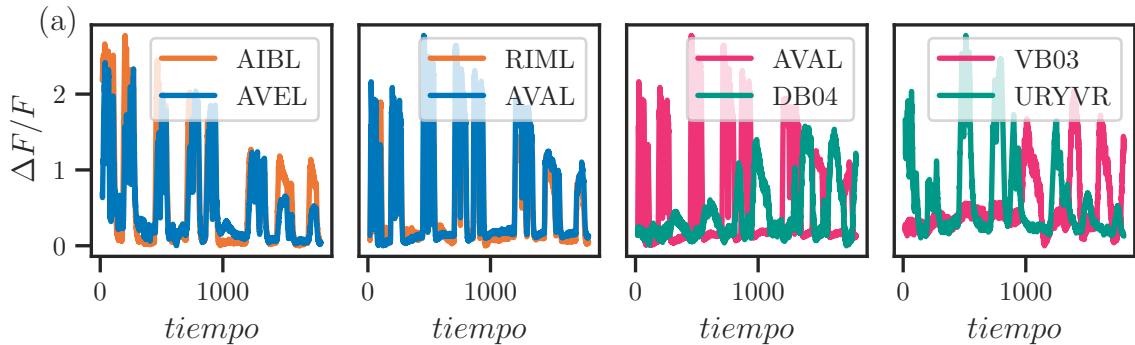 (a)
AIBL
AVEL
RIML
AVAL
AVAL
DB04
VB03
URYVR
ΔF/F
2
1
0
0 1000
0 1000
0 1000
0 1000
tiempo
tiempo
tiempo
tiempo